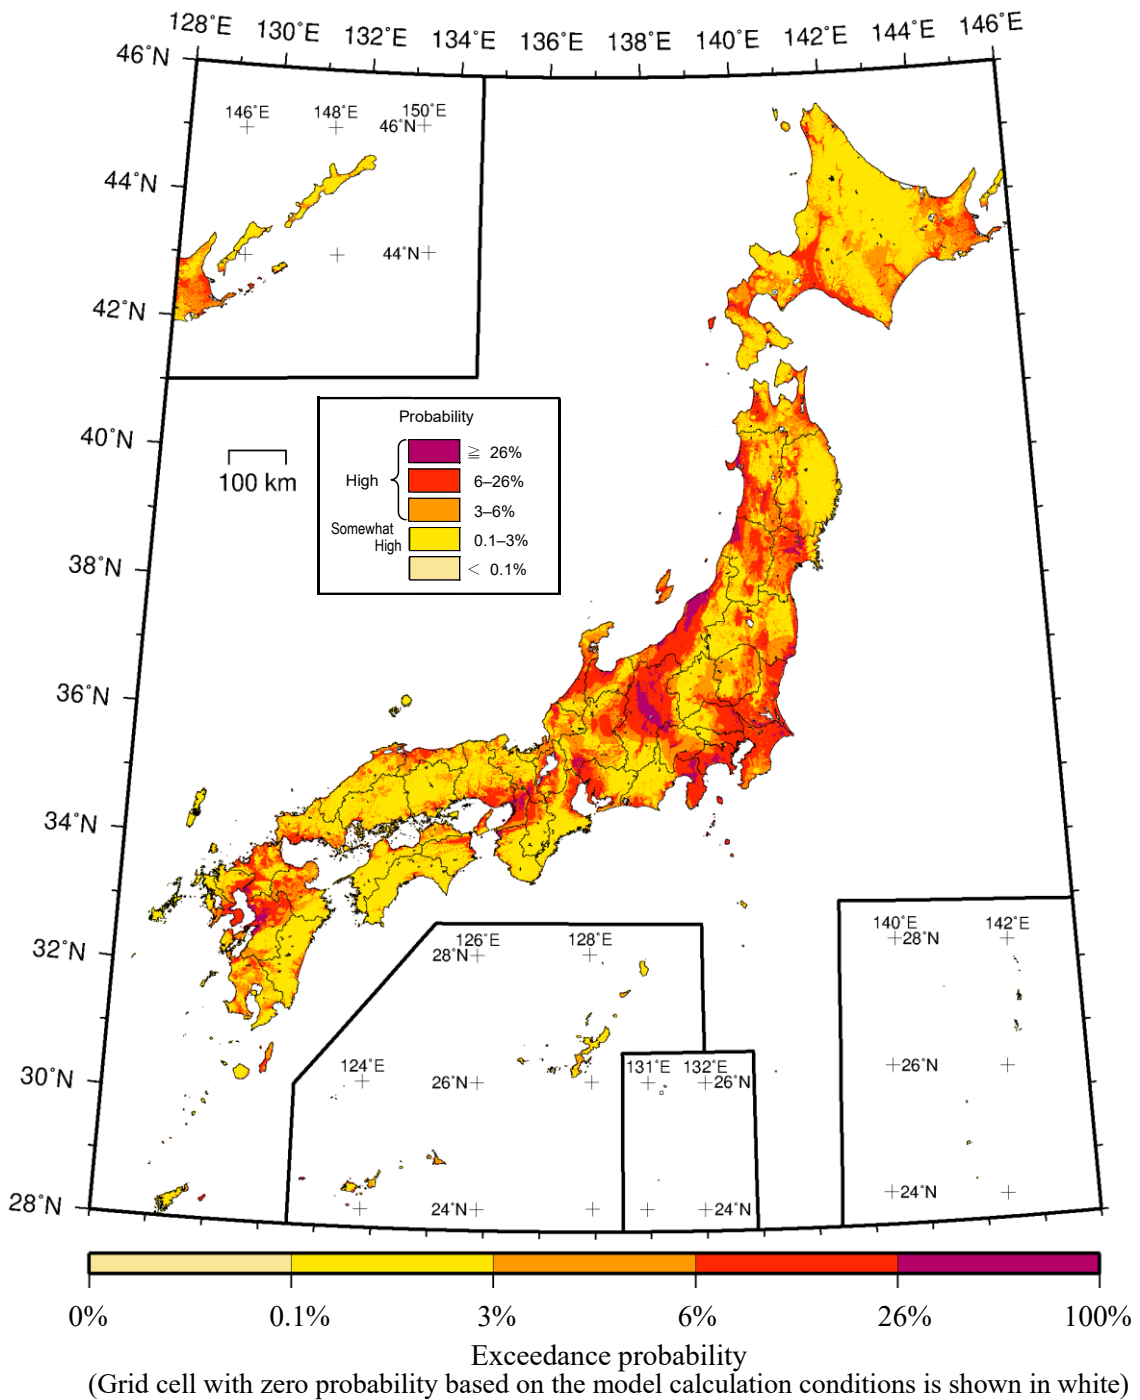 128°E 130°E 132°E 134°E 136°E 138°E 140°E 142°E 144°E 146°E
46°N
146°E 148°E 150°E
46°N
44°N
44°N
42°N
40°N
100 km
Probability
High
≧ 26%
6–26%
3–6%
Somewhat
High
0.1–3%
< 0.1%
38°N
36°N
34°N
32°N
126°E 128°E
28°N
140°E 142°E
28°N
30°N
124°E
26°N
131°E 132°E
26°N
26°N
28°N
24°N
24°N
24°N
0% 0.1% 3% 6% 26% 100%
Exceedance probability
(Grid cell with zero probability based on the model calculation conditions is shown in white)